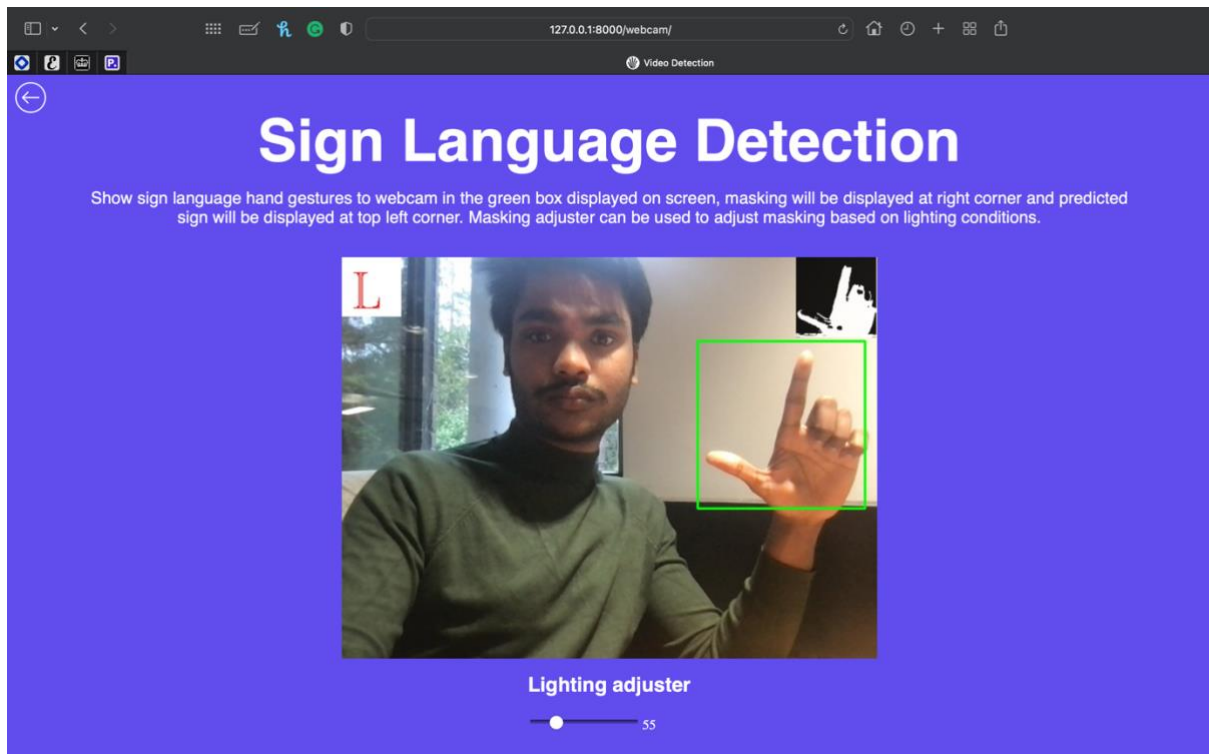 127.0.0.1:8000/webcam/
Video Detection
Sign Language Detection
Show sign language hand gestures to webcam in the green box displayed on screen, masking will be displayed at right corner and predicted
sign will be displayed at top left corner. Masking adjuster can be used to adjust masking based on lighting conditions.
L
Lighting adjuster
55